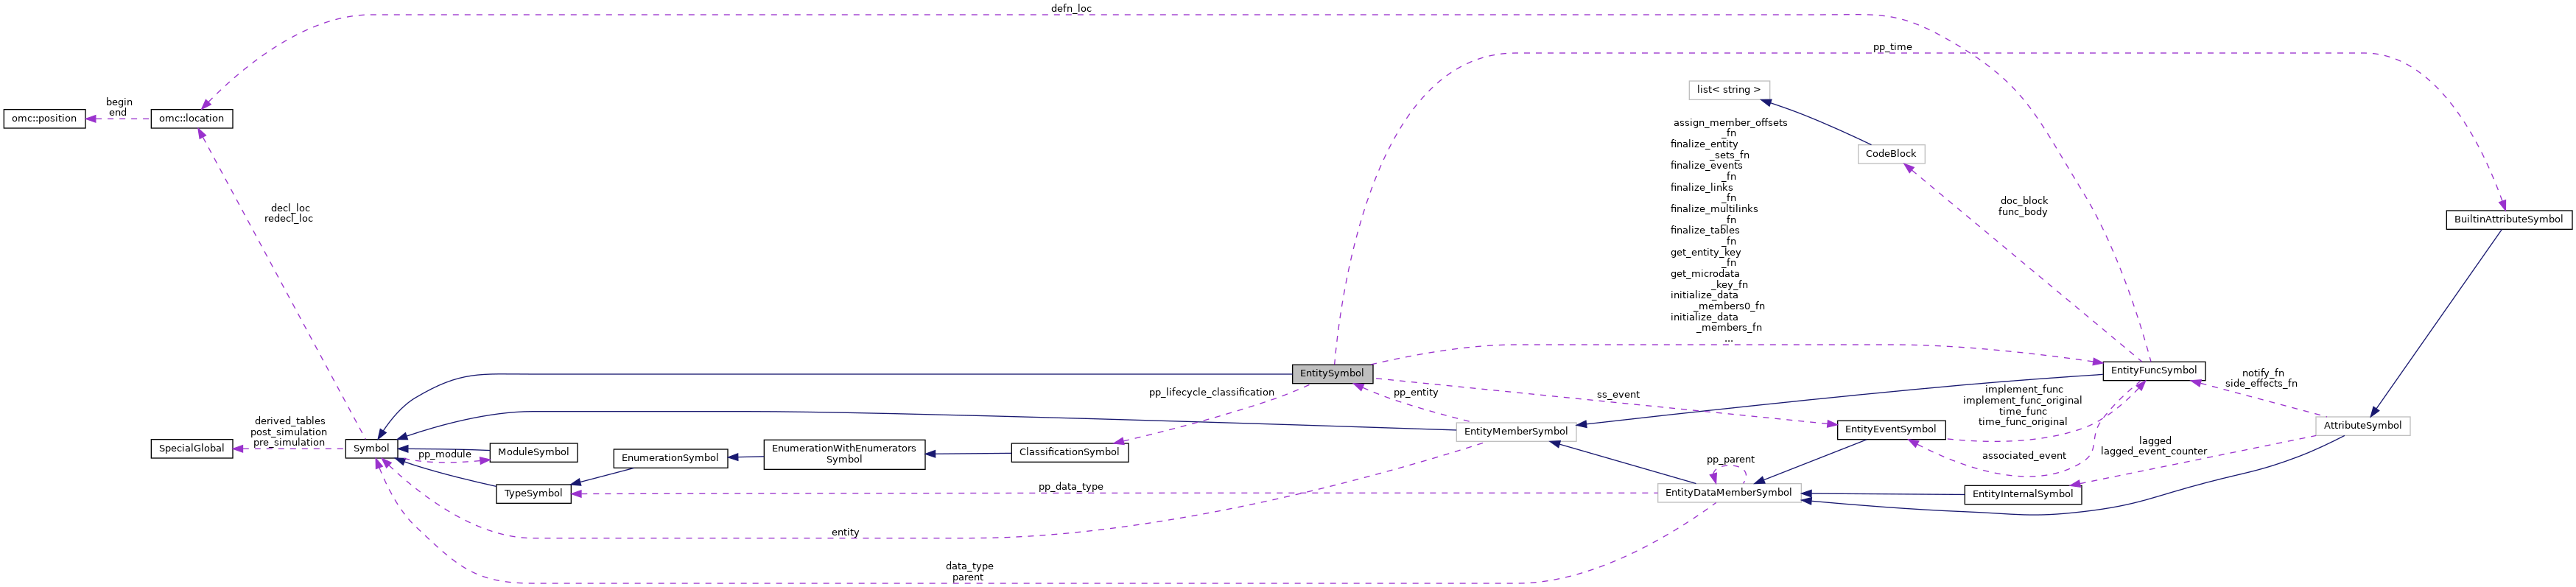 defn_loc
pp_time
list< string >
begin
end
omc::position
omc::location
assign_member_offsets
_fn
finalize_entity
_sets_fn
finalize_events
_fn
finalize_links
_fn
finalize_multilinks
_fn
finalize_tables
_fn
get_entity_key
_fn
get_microdata
_key_fn
initialize_data
_members0_fn
initialize_data
_members_fn
...
CodeBlock
decl_loc
redecl_loc
doc_block
func_body
BuiltinAttributeSymbol
EntitySymbol
EntityFuncSymbol
notify_fn
side_effects_fn
pp_lifecycle_classification
pp_entity
ss_event
implement_func
implement_func_original
time_func
time_func_original
derived_tables
post_simulation
pre_simulation
SpecialGlobal
Symbol
pp_module
ModuleSymbol
EnumerationSymbol
EnumerationWithEnumerators
Symbol
ClassificationSymbol
EntityMemberSymbol
EntityEventSymbol
AttributeSymbol
associated_event
lagged
lagged_event_counter
pp_parent
TypeSymbol
pp_data_type
EntityDataMemberSymbol
EntityInternalSymbol
entity
data_type
parent